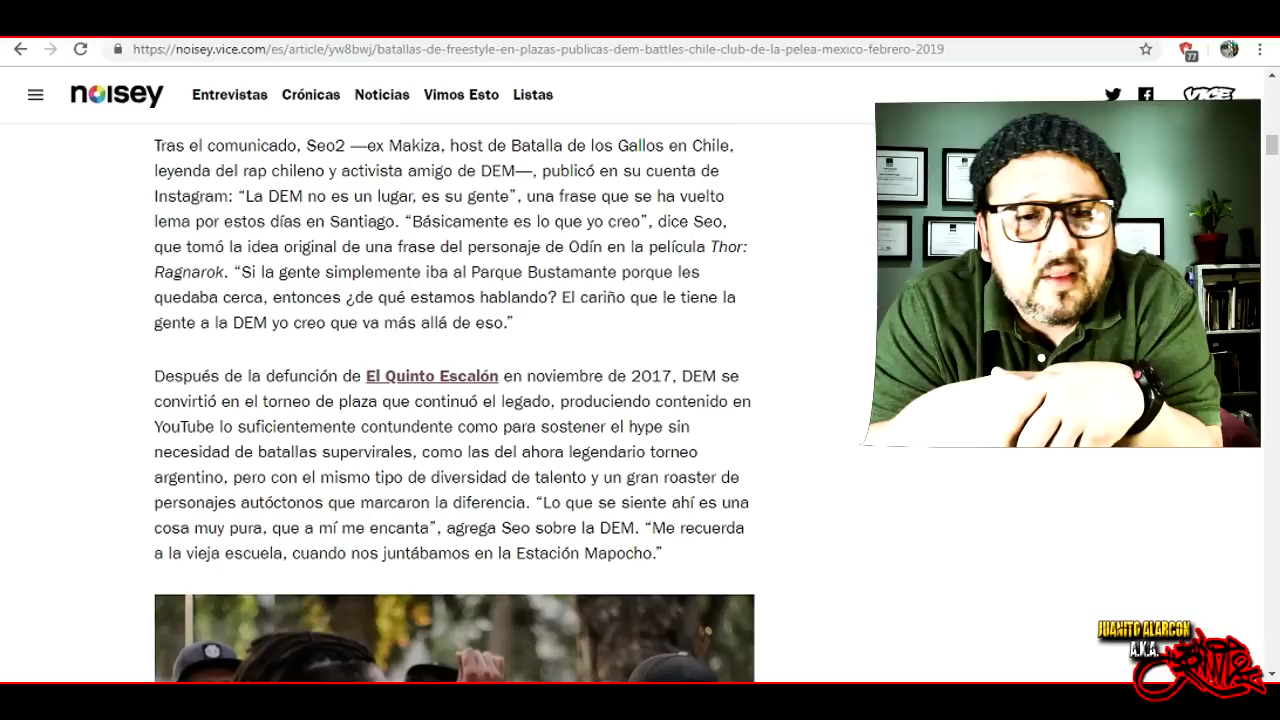 https://noisey.vice.com/es/article/yw8bwj/batallas-de-freestyle-en-plazas-publicas-dem-battles-chile-club-de-la-pelea-mexico-febrero-2019
77
noisey Entrevistas Crónicas Noticias Vimos Esto Listas VICE
Tras el comunicado, Seo2 —ex Makiza, host de Batalla de los Gallos en Chile,
leyenda del rap chileno y activista amigo de DEM—, publicó en su cuenta de
Instagram: “La DEM no es un lugar, es su gente”, una frase que se ha vuelto
lema por estos días en Santiago. “Básicamente es lo que yo creo”, dice Seo,
que tomó la idea original de una frase del personaje de Odín en la película Thor:
Ragnarok. “Si la gente simplemente iba al Parque Bustamante porque les
quedaba cerca, entonces ¿de qué estamos hablando? El cariño que le tiene la
gente a la DEM yo creo que va más allá de eso.”
Después de la defunción de El Quinto Escalón en noviembre de 2017, DEM se
convirtió en el torneo de plaza que continuó el legado, produciendo contenido en
YouTube lo suficientemente contundente como para sostener el hype sin
necesidad de batallas supervirales, como las del ahora legendario torneo
argentino, pero con el mismo tipo de diversidad de talento y un gran roaster de
personajes autóctonos que marcaron la diferencia. “Lo que se siente ahí es una
cosa muy pura, que a mí me encanta”, agrega Seo sobre la DEM. “Me recuerda
a la vieja escuela, cuando nos juntábamos en la Estación Mapocho.”
JUANITO ALARCON
A.K.A.